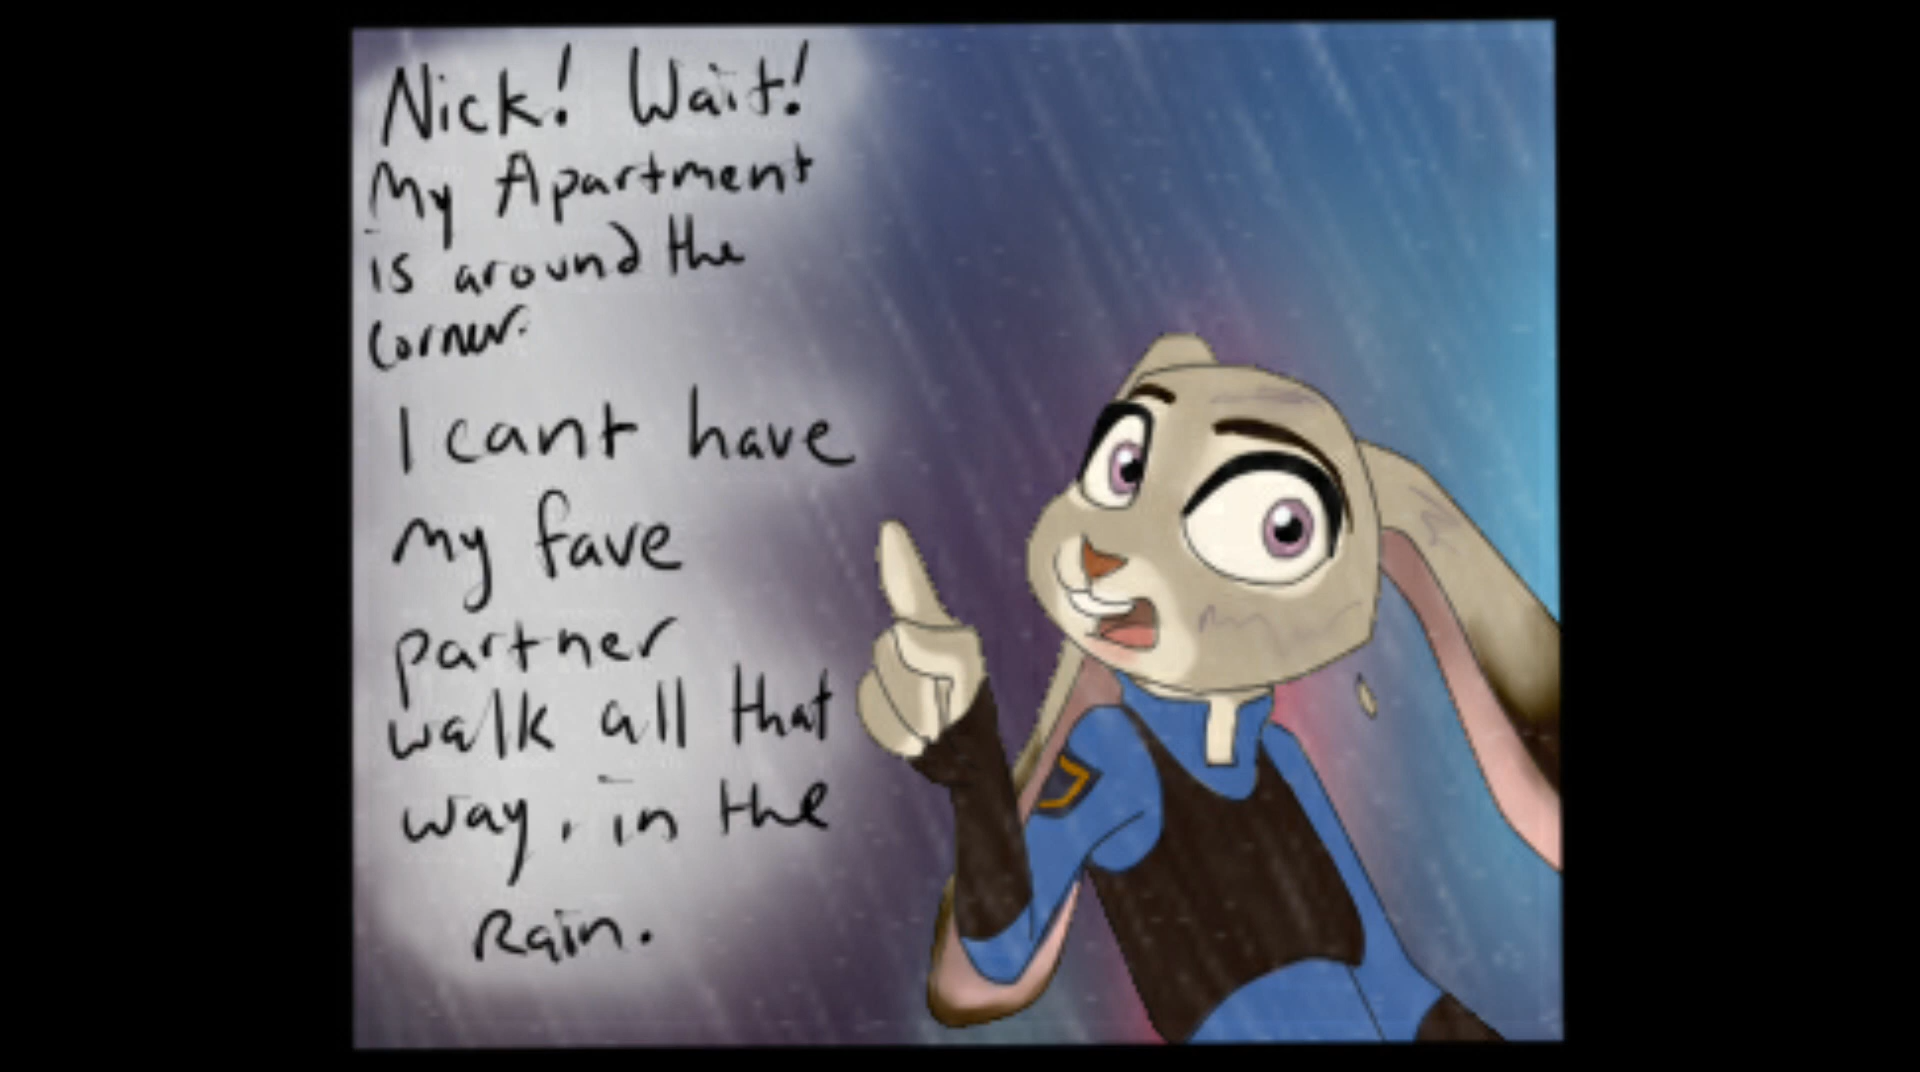 Nick! Wait!
My Apartment
is around the
corner.
I cant have
my fave
partner
walk all that
way, in the
Rain.